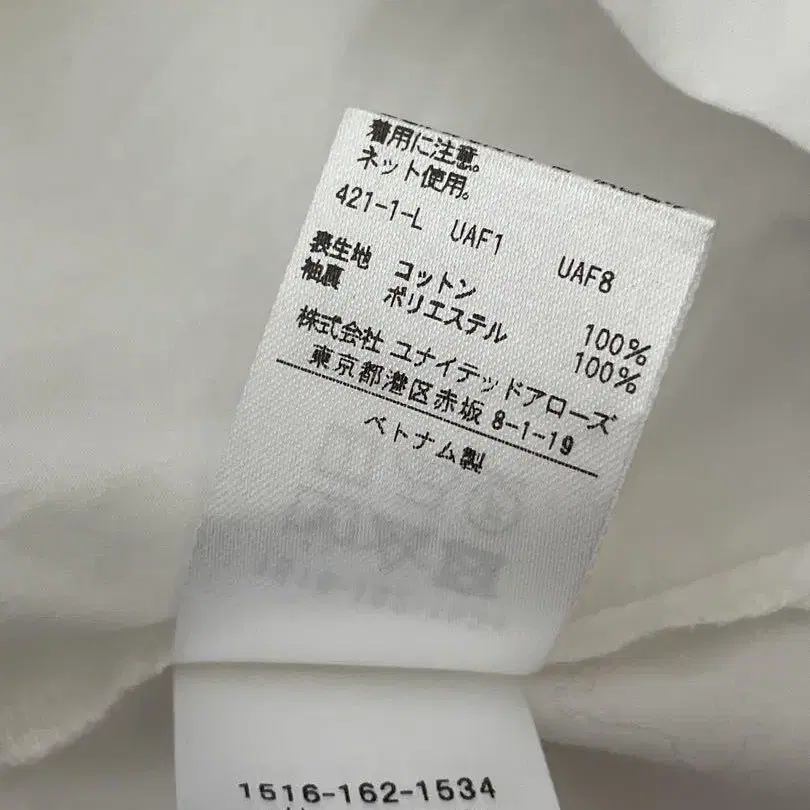 着用に注意。
ネット使用。
421-1-L UAF1 UAF8
表生地 コットン 100%
袖裏 ポリエステル 100%
株式会社 ユナイテッドアローズ
東京都港区赤坂 8-1-19
ベトナム製
1516-162-1534